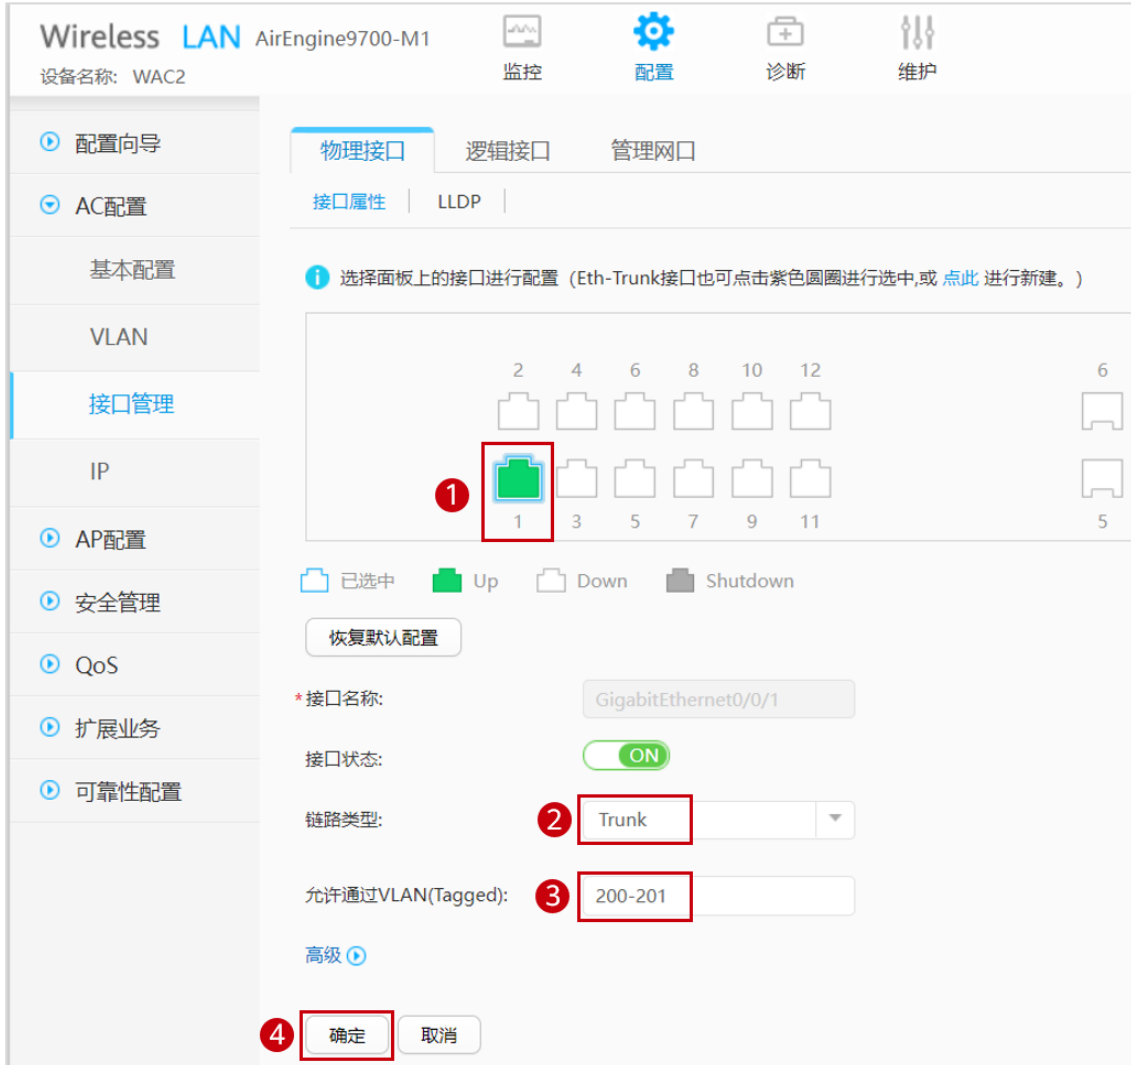 Wireless LAN AirEngine9700-M1
设备名称: WAC2
监控 配置 诊断 维护
配置向导
AC配置
基本配置
VLAN
接口管理
IP
AP配置
安全管理
QoS
扩展业务
可靠性配置
物理接口 逻辑接口 管理网口
接口属性 LLDP
选择面板上的接口进行配置（Eth-Trunk接口也可点击紫色圆圈进行选中,或 点此 进行新建。）
2 4 6 8 10 12 6
1
1 3 5 7 9 11 5
已选中 Up Down Shutdown
恢复默认配置
*接口名称: GigabitEthernet0/0/1
接口状态: ON
链路类型: 2 Trunk
允许通过VLAN(Tagged): 3 200-201
高级
4 确定 取消